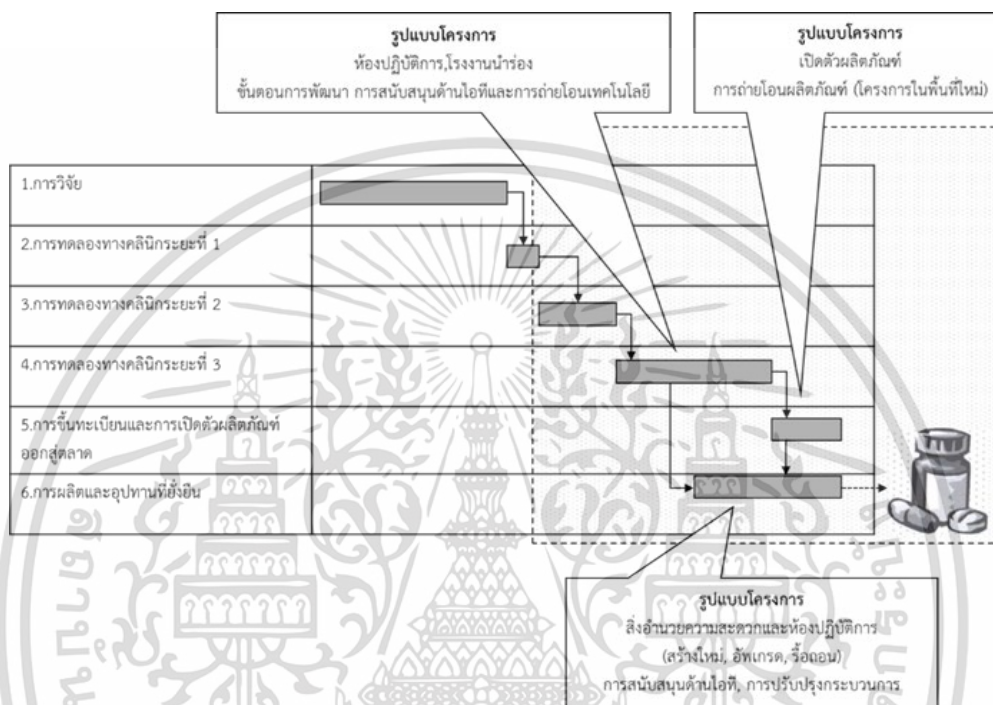 รูปแบบโครงการ
ห้องปฏิบัติการ,โรงงานนำร่อง
ขั้นตอนการพัฒนา การสนับสนุนด้านไอทีและการถ่ายโอนเทคโนโลยี
รูปแบบโครงการ
เปิดตัวผลิตภัณฑ์
การถ่ายโอนผลิตภัณฑ์ (โครงการในพื้นที่ใหม่)
1.การวิจัย
2.การทดลองทางคลินิกระยะที่ 1
3.การทดลองทางคลินิกระยะที่ 2
4.การทดลองทางคลินิกระยะที่ 3
5.การขึ้นทะเบียนและการเปิดตัวผลิตภัณฑ์
ออกสู่ตลาด
6.การผลิตและอุปทานที่ยั่งยืน
รูปแบบโครงการ
สิ่งอำนวยความสะดวกและห้องปฏิบัติการ
(สร้างใหม่, อัพเกรด, รื้อถอน)
การสนับสนุนด้านไอที, การปรับปรุงกระบวนการ